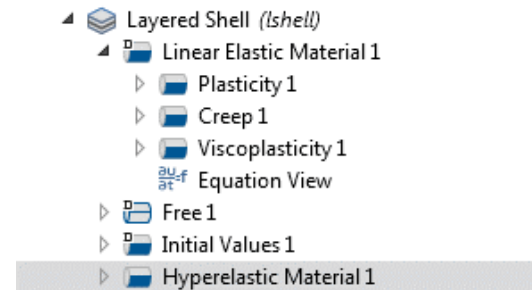 Layered Shell (lshell)
D Linear Elastic Material 1
Plasticity 1
Creep 1
Viscoplasticity 1
∂u/∂t=f Equation View
D Free 1
D Initial Values 1
Hyperelastic Material 1